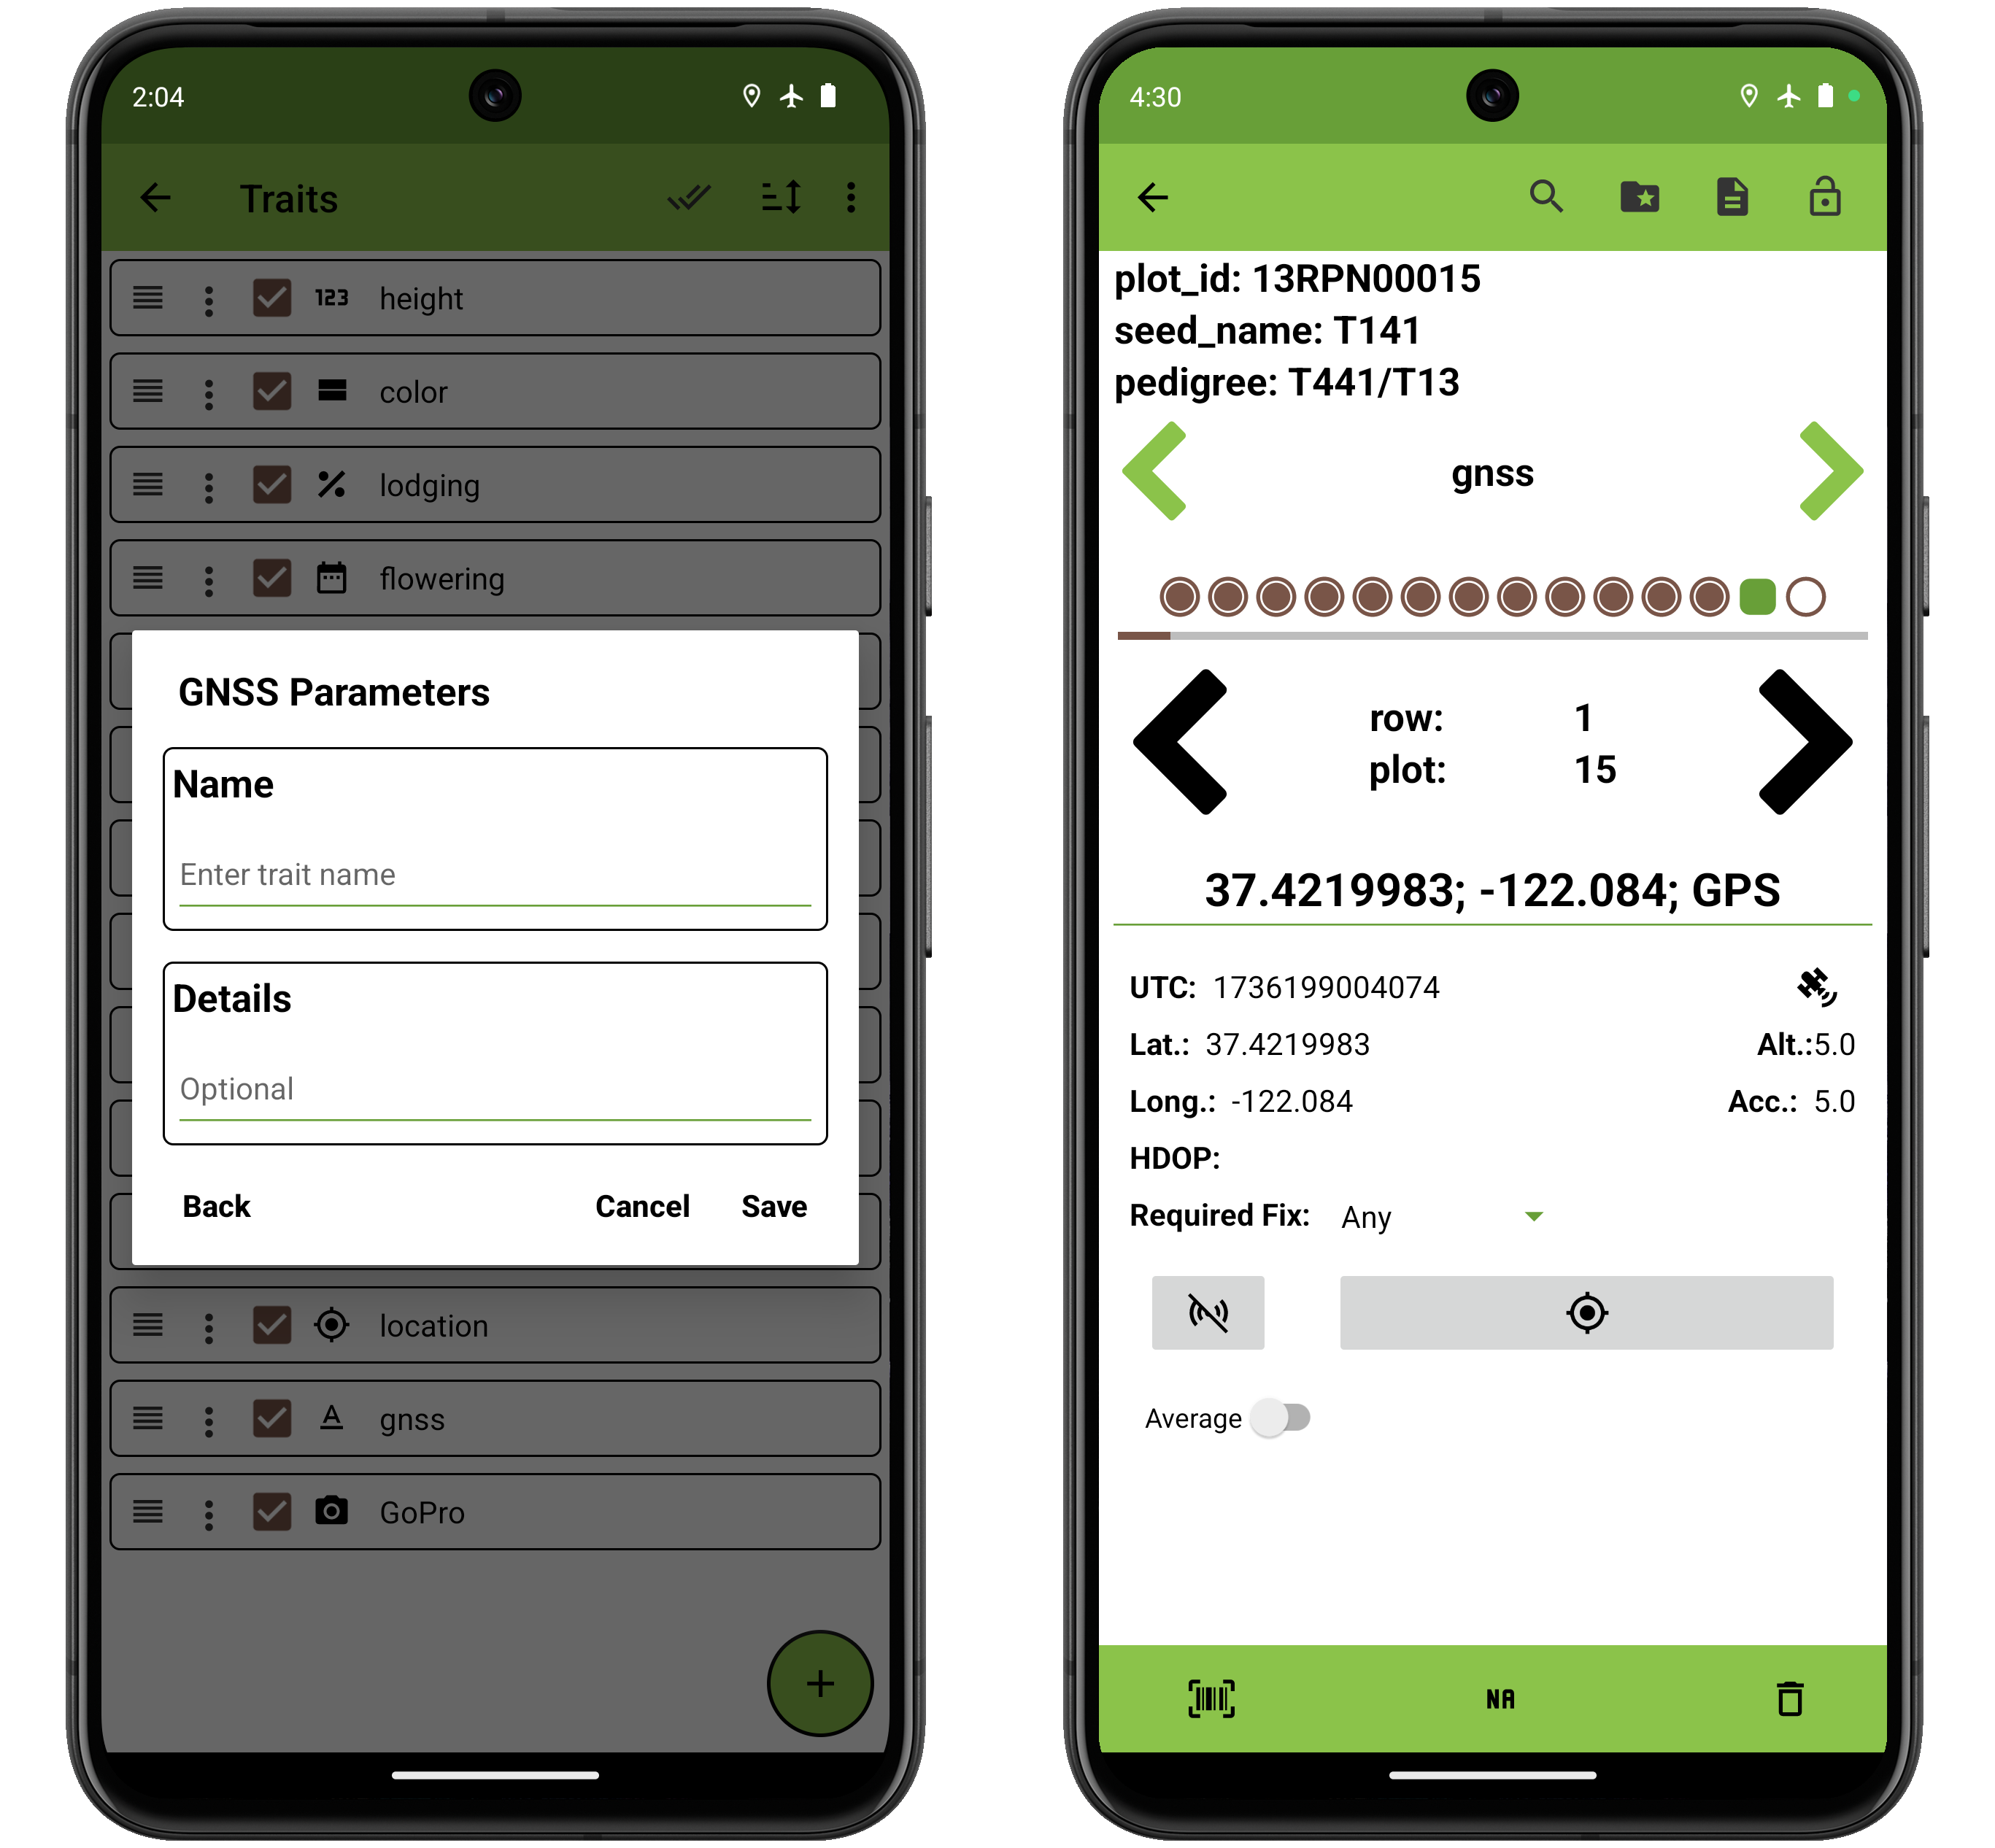 2:04
Traits
123 height
color
% lodging
flowering
GNSS Parameters
Name
Enter trait name
Details
Optional
Back Cancel Save
location
A gnss
GoPro
+
4:30
plot_id: 13RPN00015
seed_name: T141
pedigree: T441/T13
gnss
row: 1
plot: 15
37.4219983; -122.084; GPS
UTC: 1736199004074
Lat.: 37.4219983 Alt.:5.0
Long.: -122.084 Acc.: 5.0
HDOP:
Required Fix: Any
Average
NA